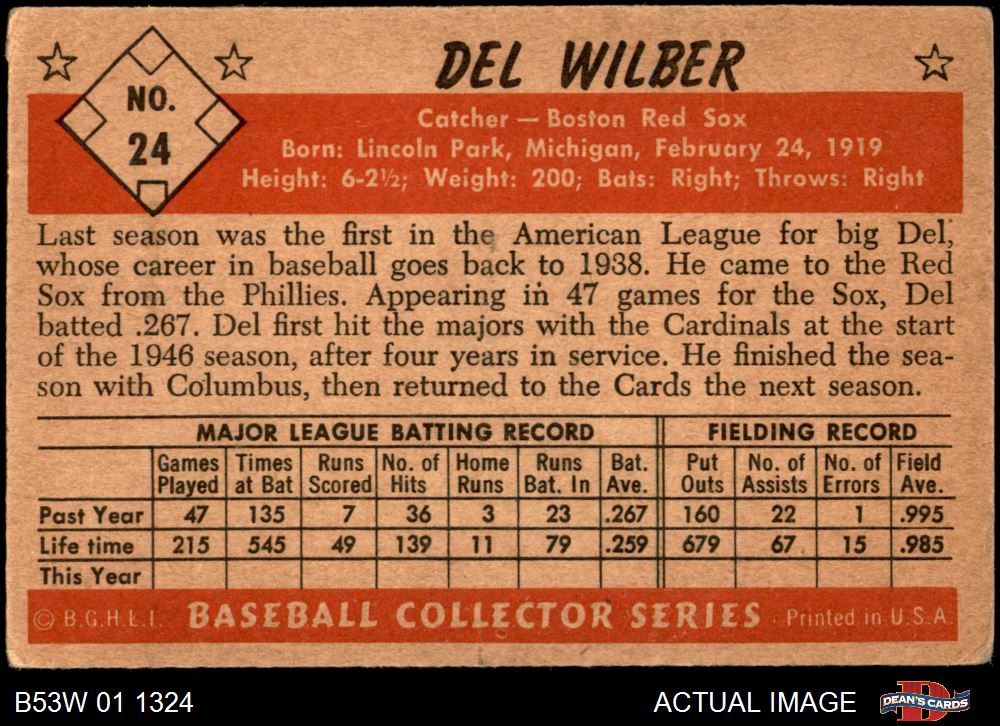 DEL WILBER
NO.
24
Catcher — Boston Red Sox
Born: Lincoln Park, Michigan, February 24, 1919
Height: 6-2½; Weight: 200; Bats: Right; Throws: Right
Last season was the first in the American League for big Del,
whose career in baseball goes back to 1938. He came to the Red
Sox from the Phillies. Appearing in 47 games for the Sox, Del
batted .267. Del first hit the majors with the Cardinals at the start
of the 1946 season, after four years in service. He finished the sea-
son with Columbus, then returned to the Cards the next season.
MAJOR LEAGUE BATTING RECORD FIELDING RECORD
Games Times Runs No. of Home Runs Bat. Put No. of No. of Field
Played at Bat Scored Hits Runs Bat. In Ave. Outs Assists Errors Ave.
Past Year 47 135 7 36 3 23 .267 160 22 1 .995
Life time 215 545 49 139 11 79 .259 679 67 15 .985
This Year
© B.G.H.L.I. BASEBALL COLLECTOR SERIES Printed in U.S.A.
B53W 01 1324 ACTUAL IMAGE D DEAN'S CARDS